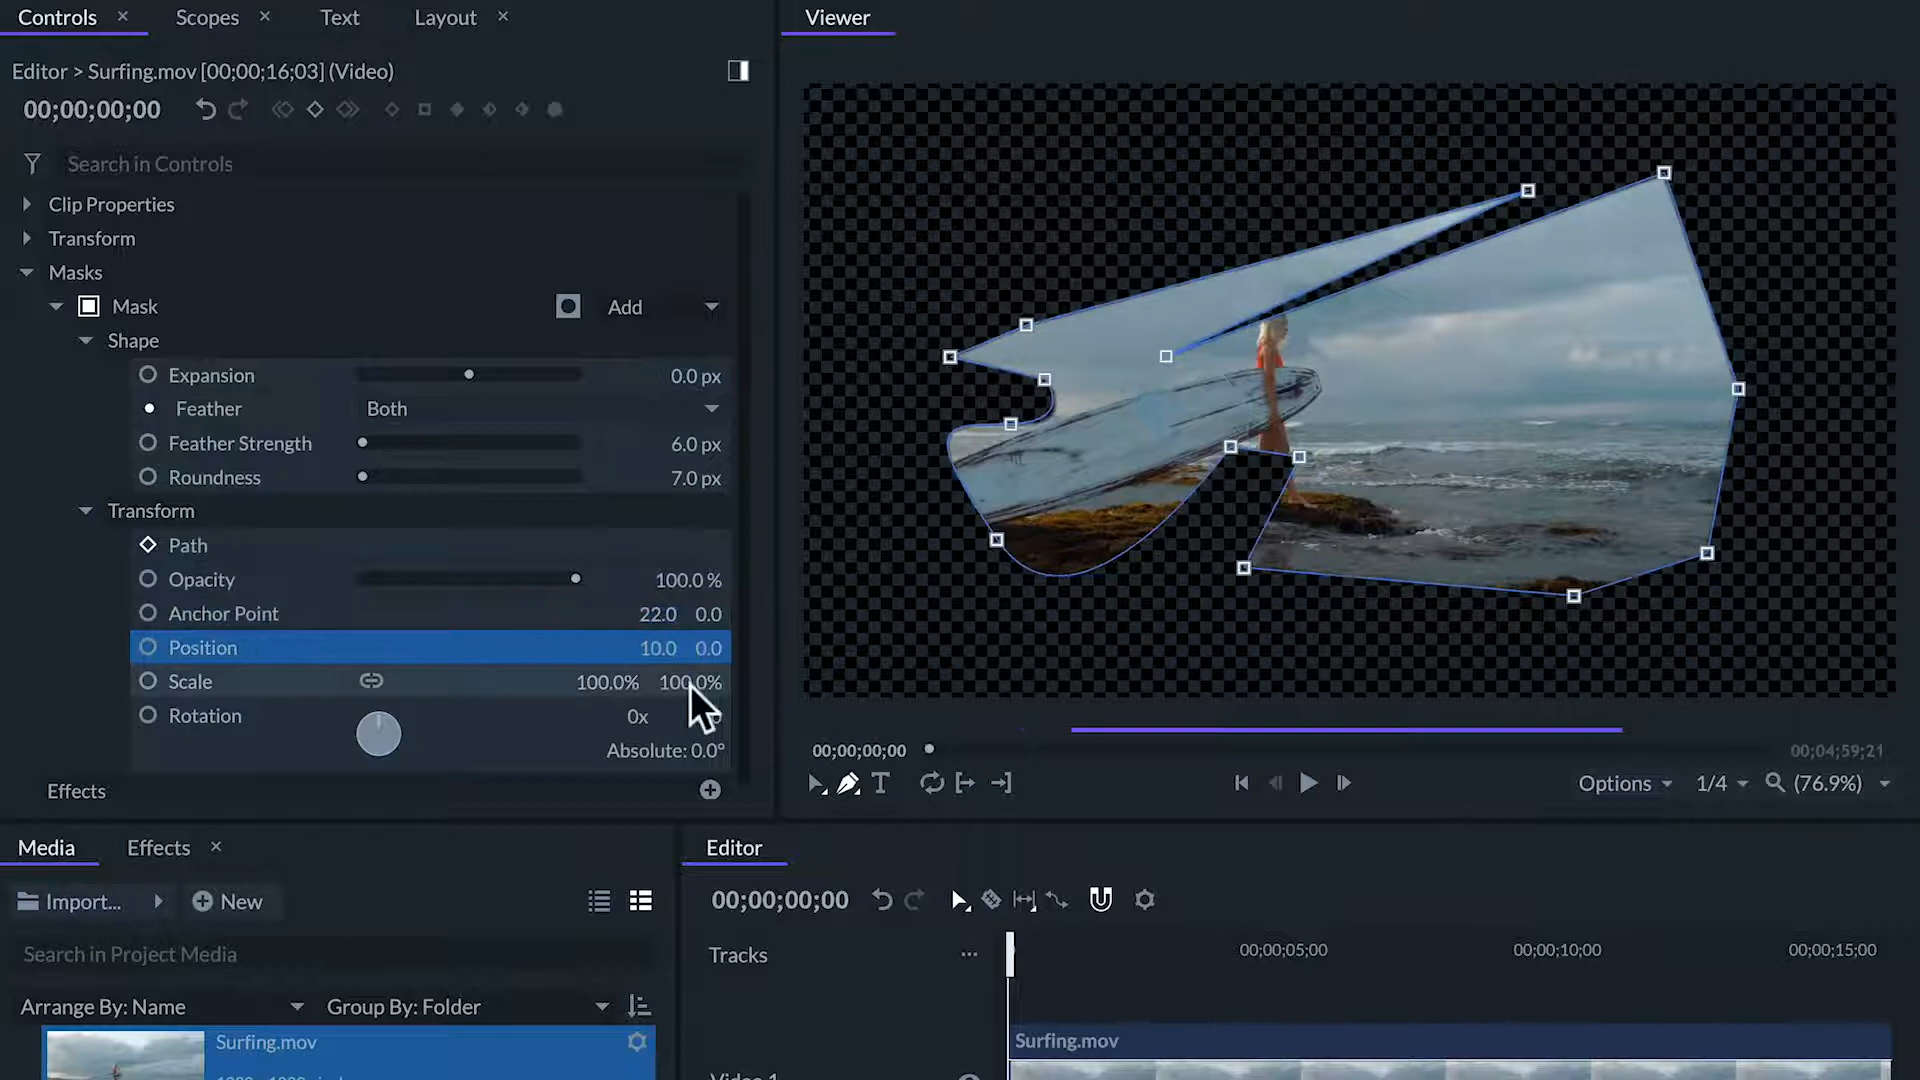 Controls
Scopes
Text
Layout
Viewer
Editor > Surfing.mov [00;00;16;03] (Video)
00;00;00;00
Search in Controls
Clip Properties
Transform
Masks
Mask
Add
Shape
Expansion 0.0 px
Feather Both
Feather Strength 6.0 px
Roundness 7.0 px
Transform
Path
Opacity 100.0 %
Anchor Point 22.0 0.0
Position 10.0 0.0
Scale 100.0% 100.0%
Rotation 0x
Absolute: 0.0°
Effects
00;00;00;00
00;04;59;21
T
Options
1/4
(76.9%)
Media
Effects
Import...
New
Search in Project Media
Arrange By: Name
Group By: Folder
Surfing.mov
Editor
00;00;00;00
Tracks
00;00;05;00
00;00;10;00
00;00;15;00
Surfing.mov